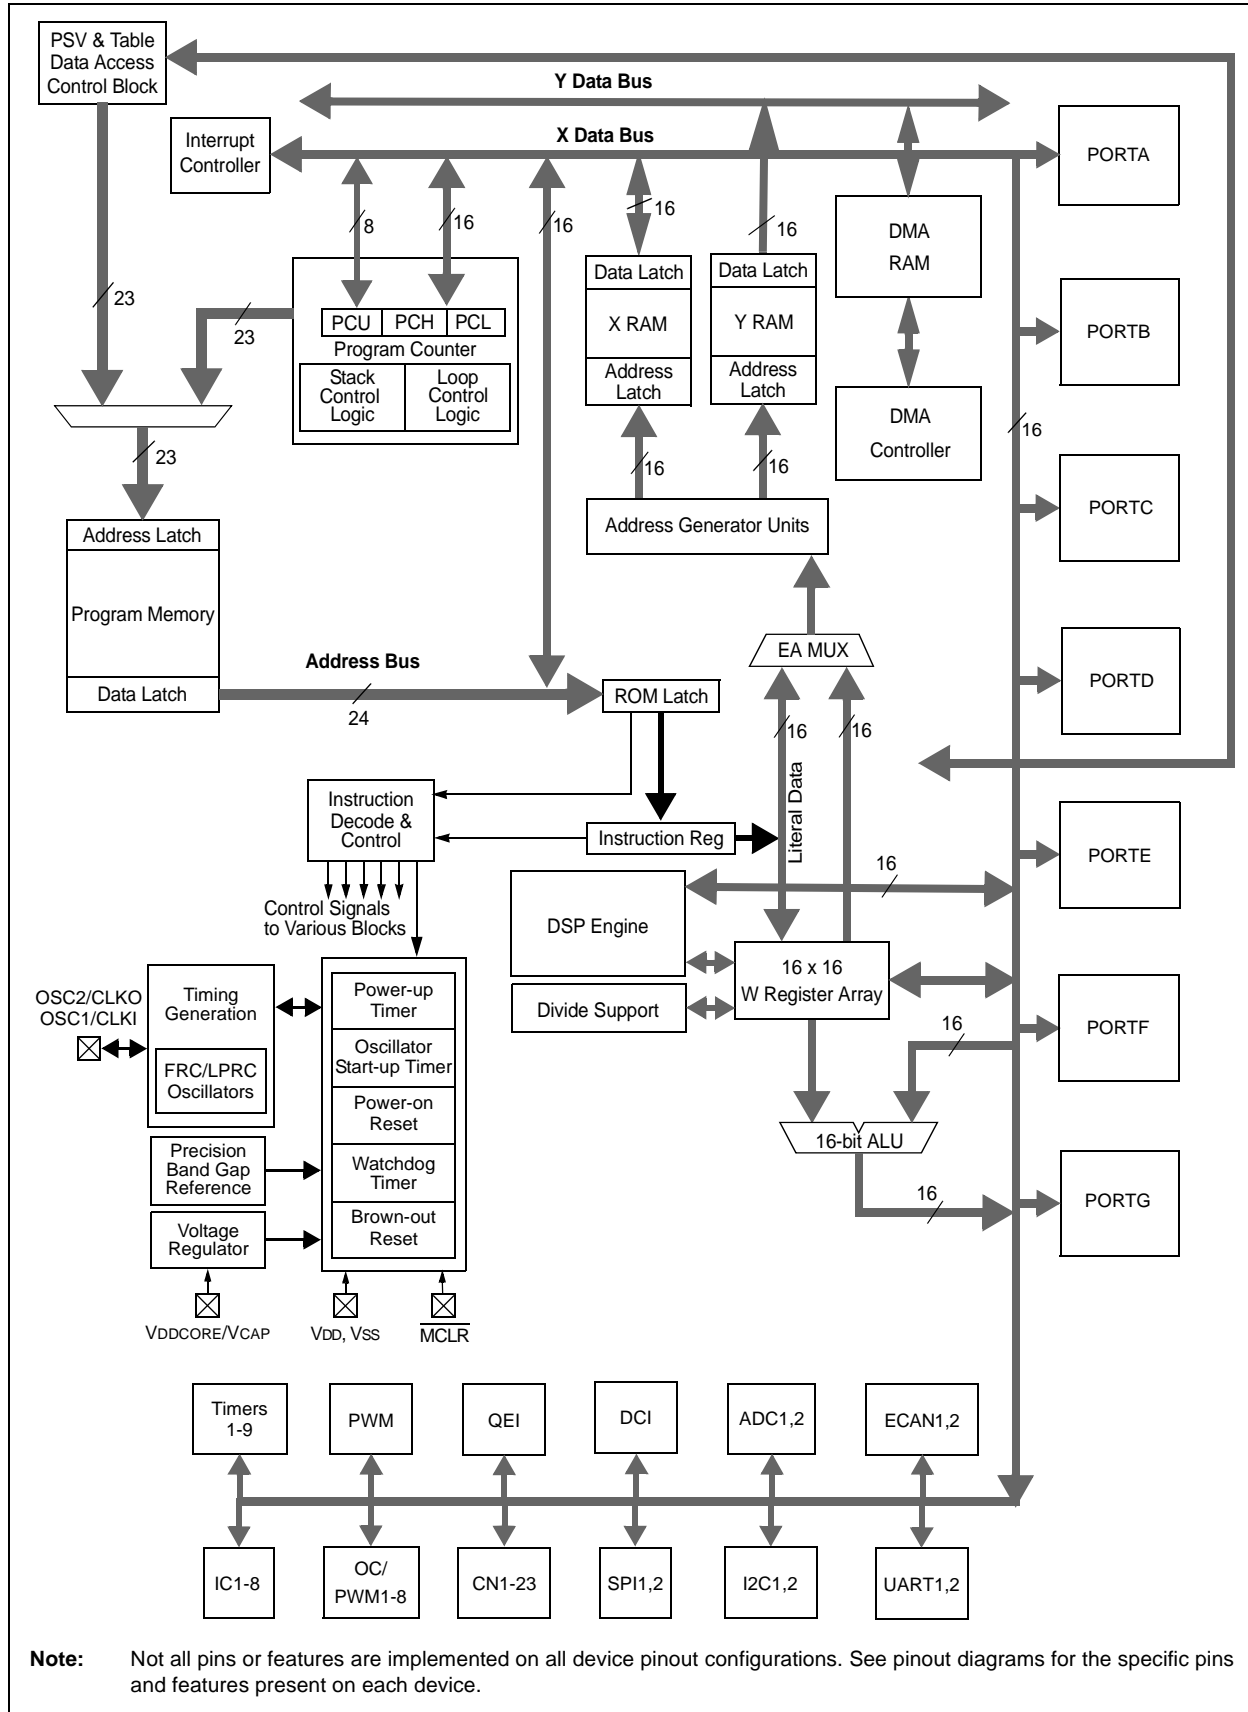 PSV & Table
Data Access
Control Block
Y Data Bus
X Data Bus
Interrupt
Controller
PORTA
8
16
16
16
16
DMA
RAM
Data Latch
Data Latch
X RAM
Y RAM
23
23
PCU
PCH
PCL
Program Counter
Stack
Control
Logic
Loop
Control
Logic
Address
Latch
Address
Latch
PORTB
DMA
Controller
16
23
16
16
Address Latch
Program Memory
Data Latch
Address Generator Units
PORTC
EA MUX
Address Bus
24
ROM Latch
PORTD
16
16
Literal Data
Instruction
Decode &
Control
Instruction Reg
PORTE
16
Control Signals
to Various Blocks
DSP Engine
16 x 16
W Register Array
Divide Support
OSC2/CLKO
OSC1/CLKI
Timing
Generation
FRC/LPRC
Oscillators
Power-up
Timer
Oscillator
Start-up Timer
Power-on
Reset
Watchdog
Timer
Brown-out
Reset
PORTF
16
16-bit ALU
Precision
Band Gap
Reference
Voltage
Regulator
16
PORTG
VDDCORE/VCAP
VDD, VSS
MCLR
Timers
1-9
PWM
QEI
DCI
ADC1,2
ECAN1,2
IC1-8
OC/
PWM1-8
CN1-23
SPI1,2
I2C1,2
UART1,2
Note: Not all pins or features are implemented on all device pinout configurations. See pinout diagrams for the specific pins
and features present on each device.